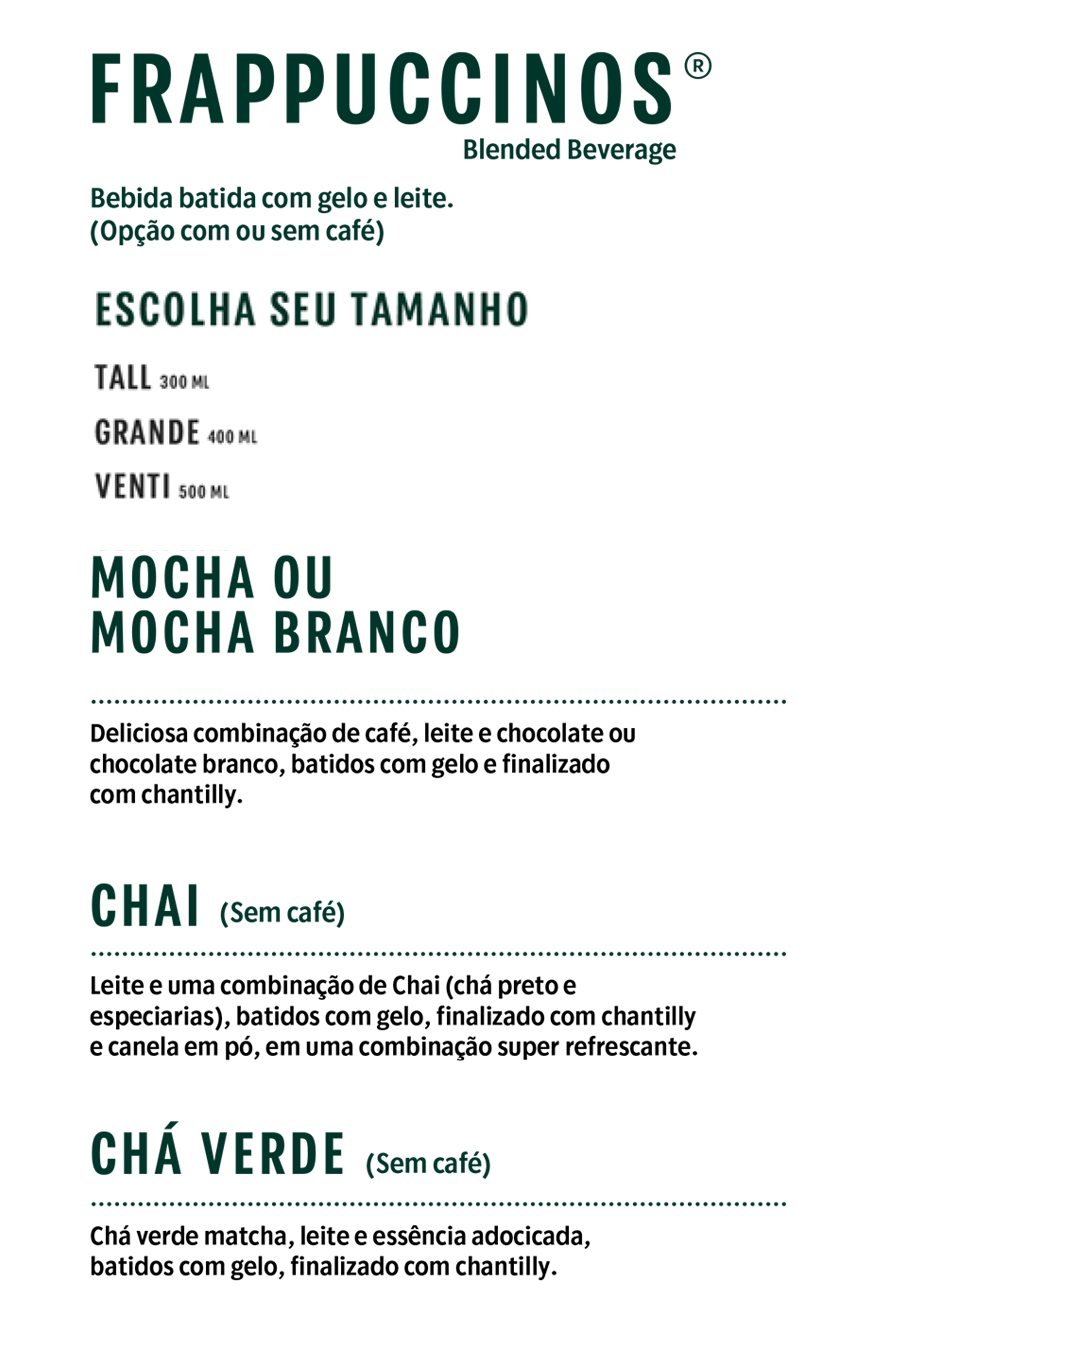 FRAPPUCCINOS®
Blended Beverage
Bebida batida com gelo e leite.
(Opção com ou sem café)
ESCOLHA SEU TAMANHO
TALL 300 ML
GRANDE 400 ML
VENTI 500 ML
MOCHA OU
MOCHA BRANCO
Deliciosa combinação de café, leite e chocolate ou
chocolate branco, batidos com gelo e finalizado
com chantilly.
CHAI (Sem café)
Leite e uma combinação de Chai (chá preto e
especiarias), batidos com gelo, finalizado com chantilly
e canela em pó, em uma combinação super refrescante.
CHÁ VERDE (Sem café)
Chá verde matcha, leite e essência adocicada,
batidos com gelo, finalizado com chantilly.